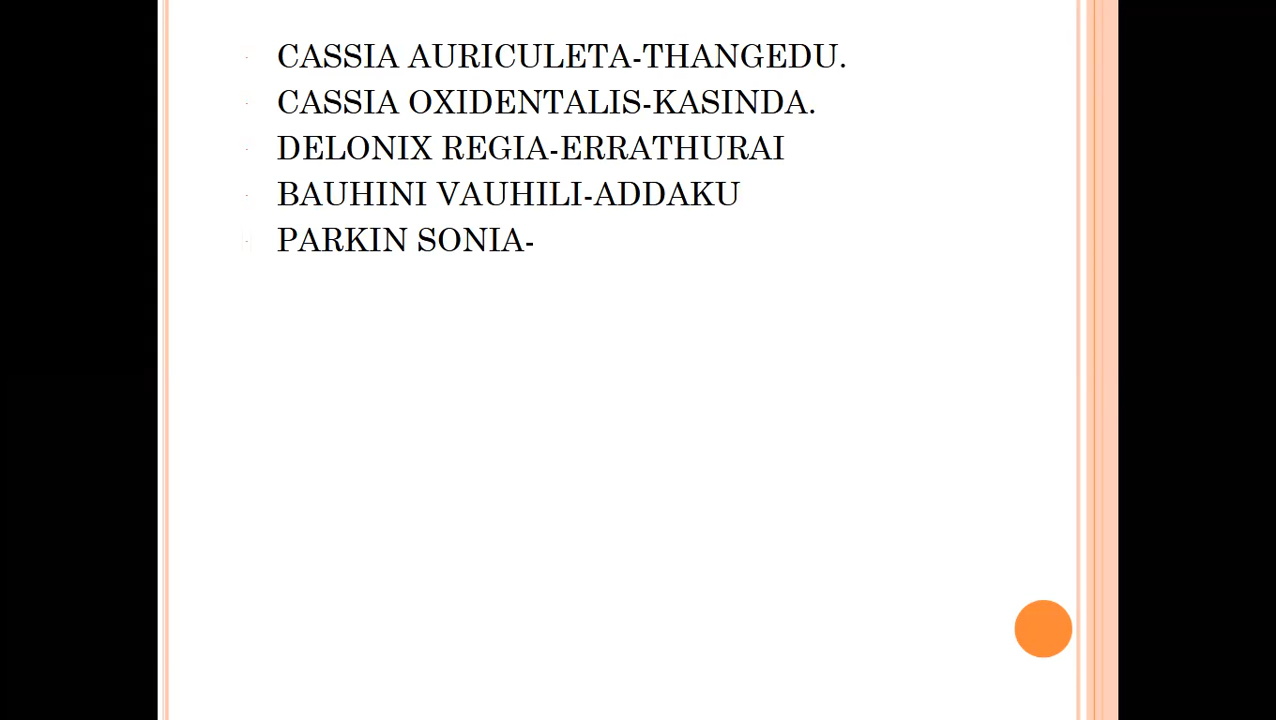 CASSIA AURICULETA-THANGEDU.
CASSIA OXIDENTALIS-KASINDA.
DELONIX REGIA-ERRATHURAI
BAUHINI VAUHILI-ADDAKU
PARKIN SONIA-